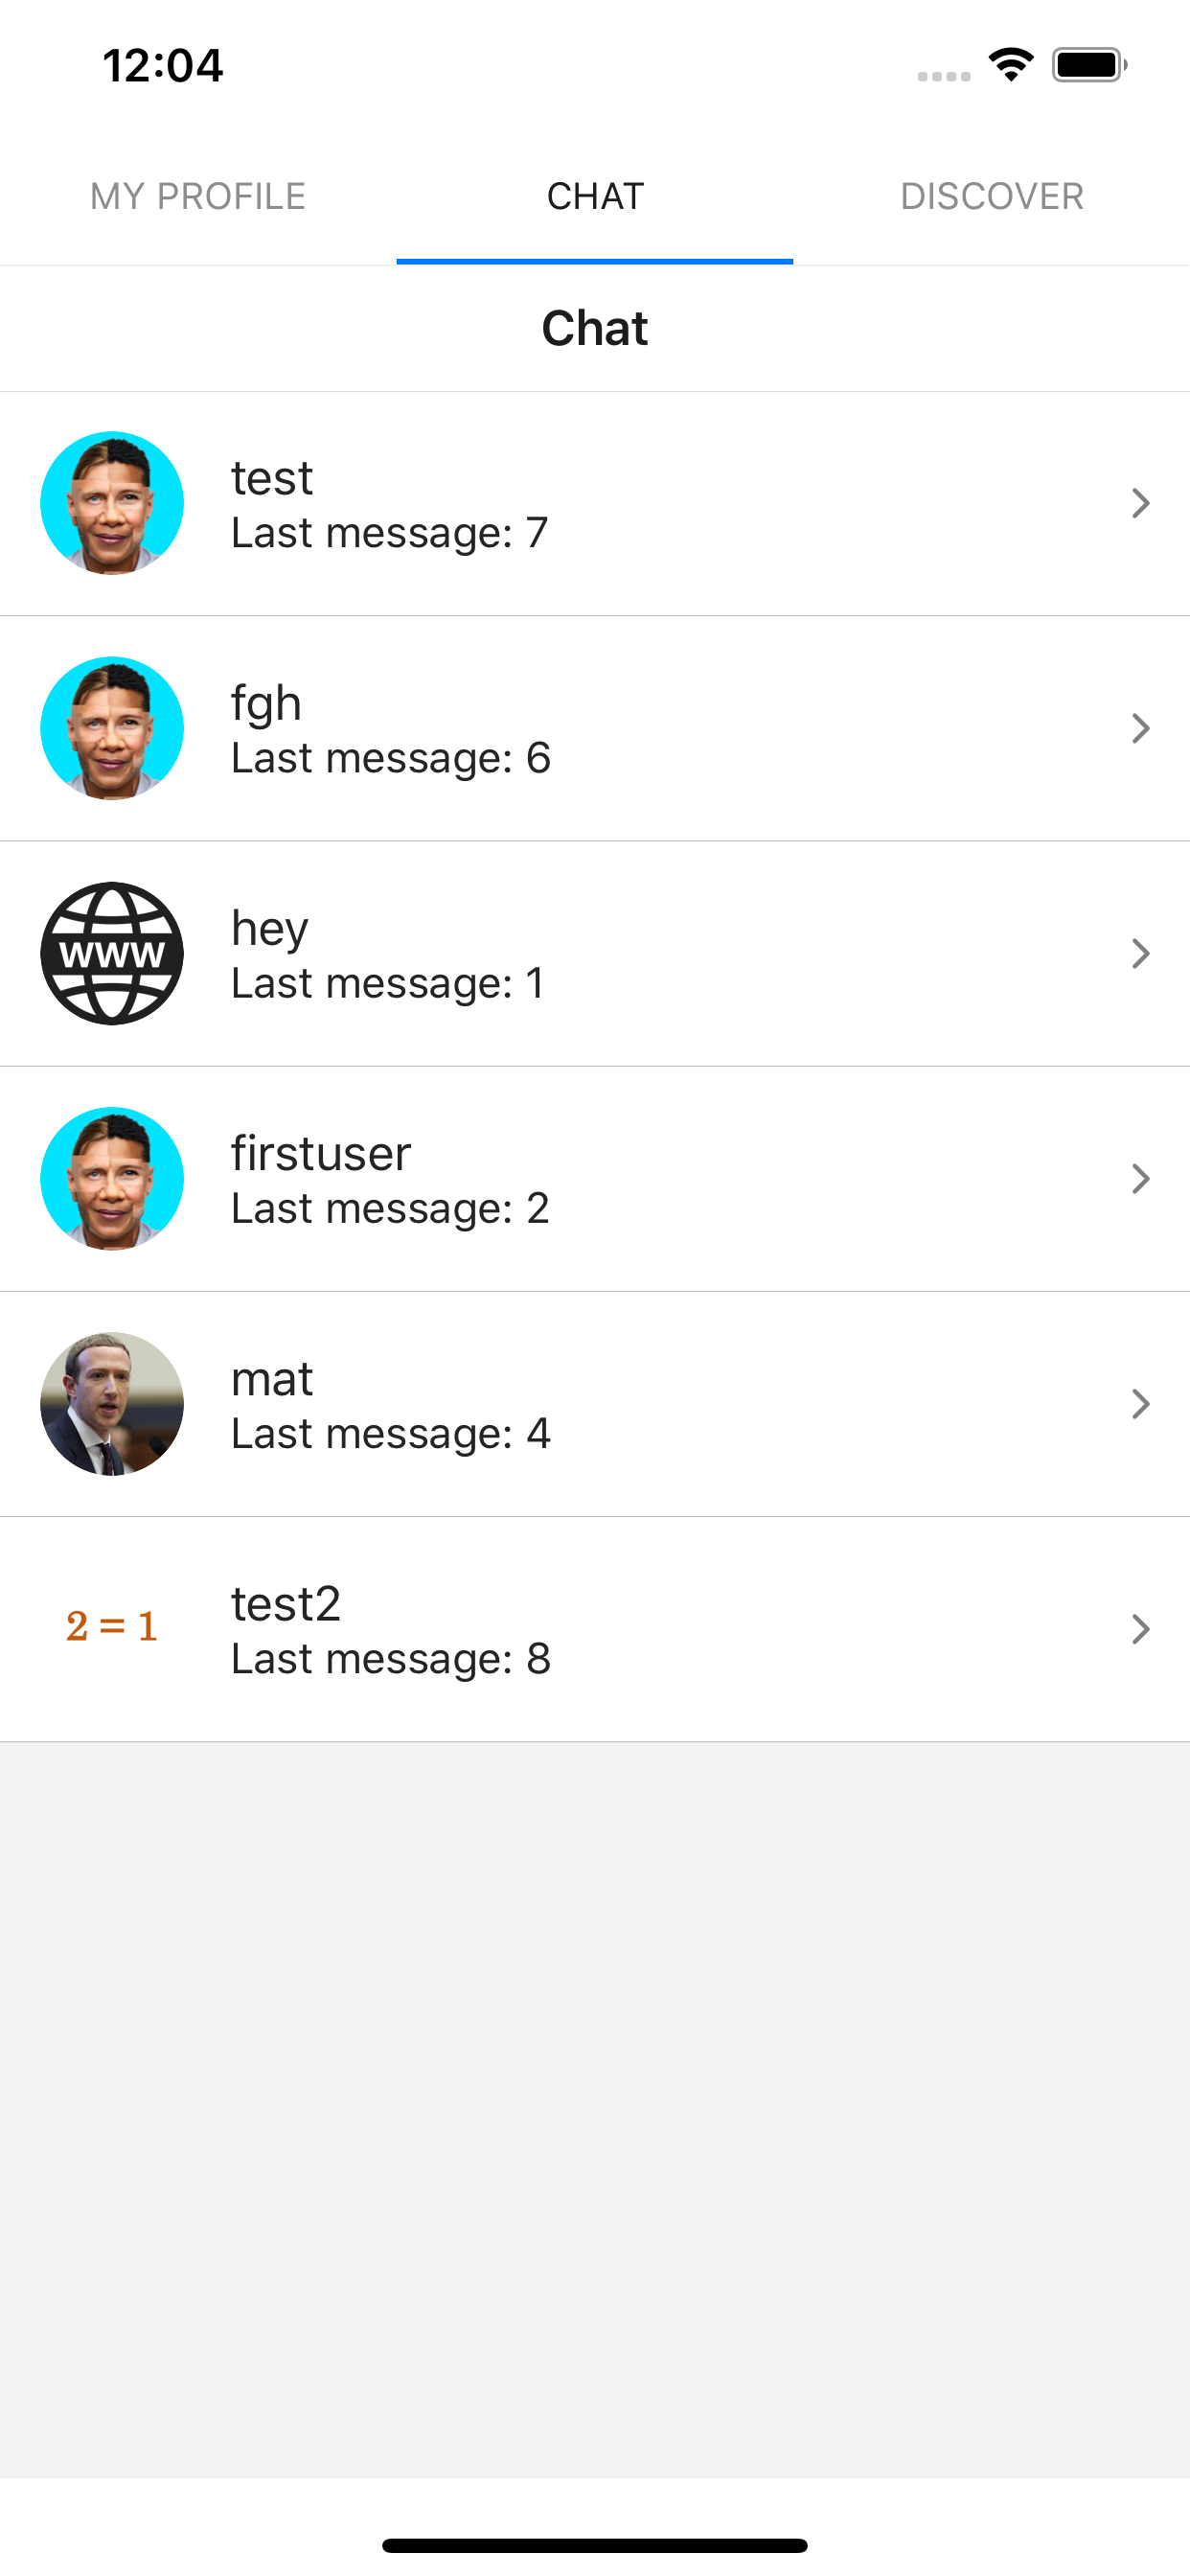 12:04
MY PROFILE CHAT DISCOVER
Chat
test
Last message: 7
fgh
Last message: 6
WWW
hey
Last message: 1
firstuser
Last message: 2
mat
Last message: 4
2 = 1
test2
Last message: 8